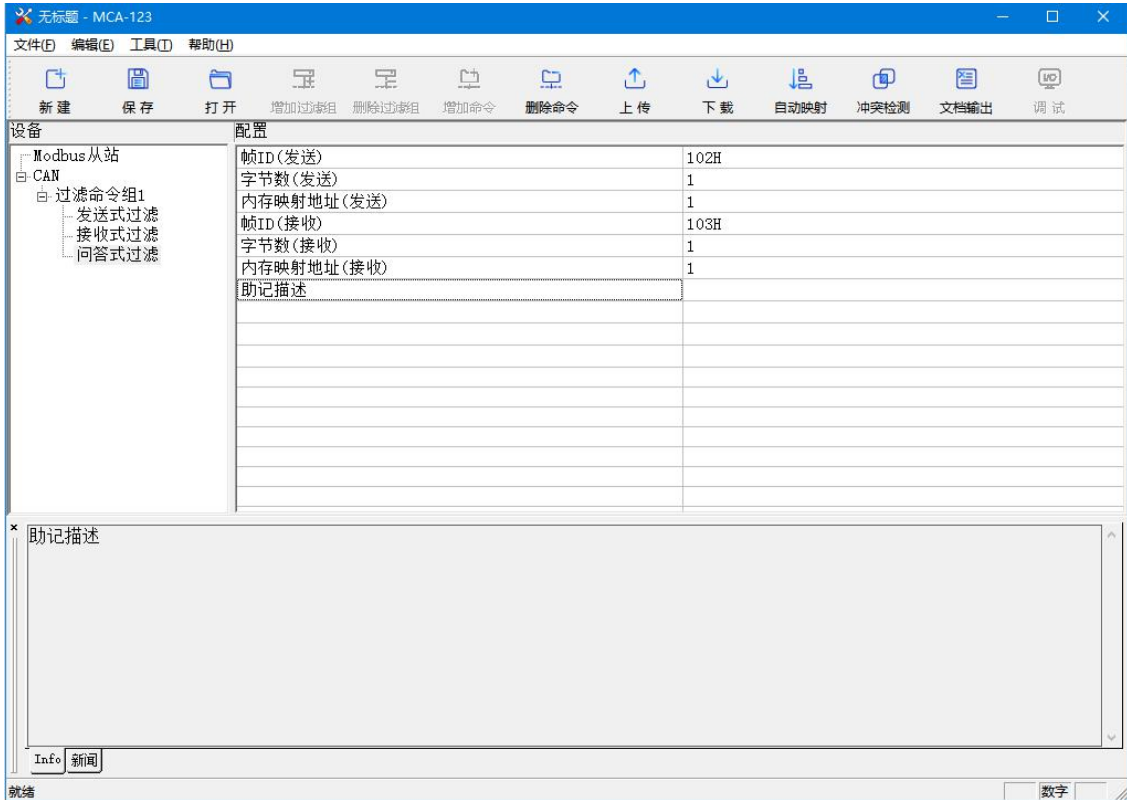 无标题 - MCA-123
文件(F) 编辑(E) 工具(T) 帮助(H)
新建 保存 打开 增加过滤组 删除过滤组 增加命令 删除命令 上传 下载 自动映射 冲突检测 文档输出 调试
设备 配置
Modbus从站
CAN
过滤命令组1
发送式过滤
接收式过滤
问答式过滤
帧ID(发送) 102H
字节数(发送) 1
内存映射地址(发送) 1
帧ID(接收) 103H
字节数(接收) 1
内存映射地址(接收) 1
助记描述
助记描述
Info 新闻
就绪 数字